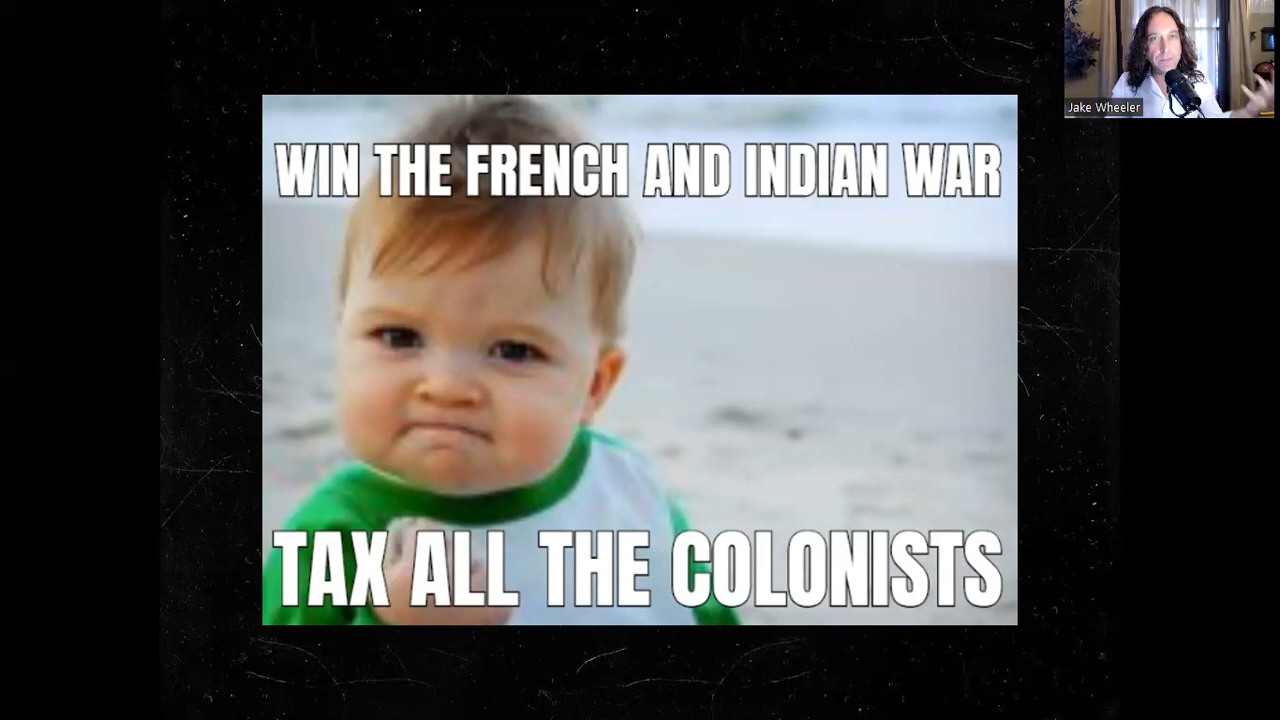 Jake Wheeler
WIN THE FRENCH AND INDIAN WAR
TAX ALL THE COLONISTS